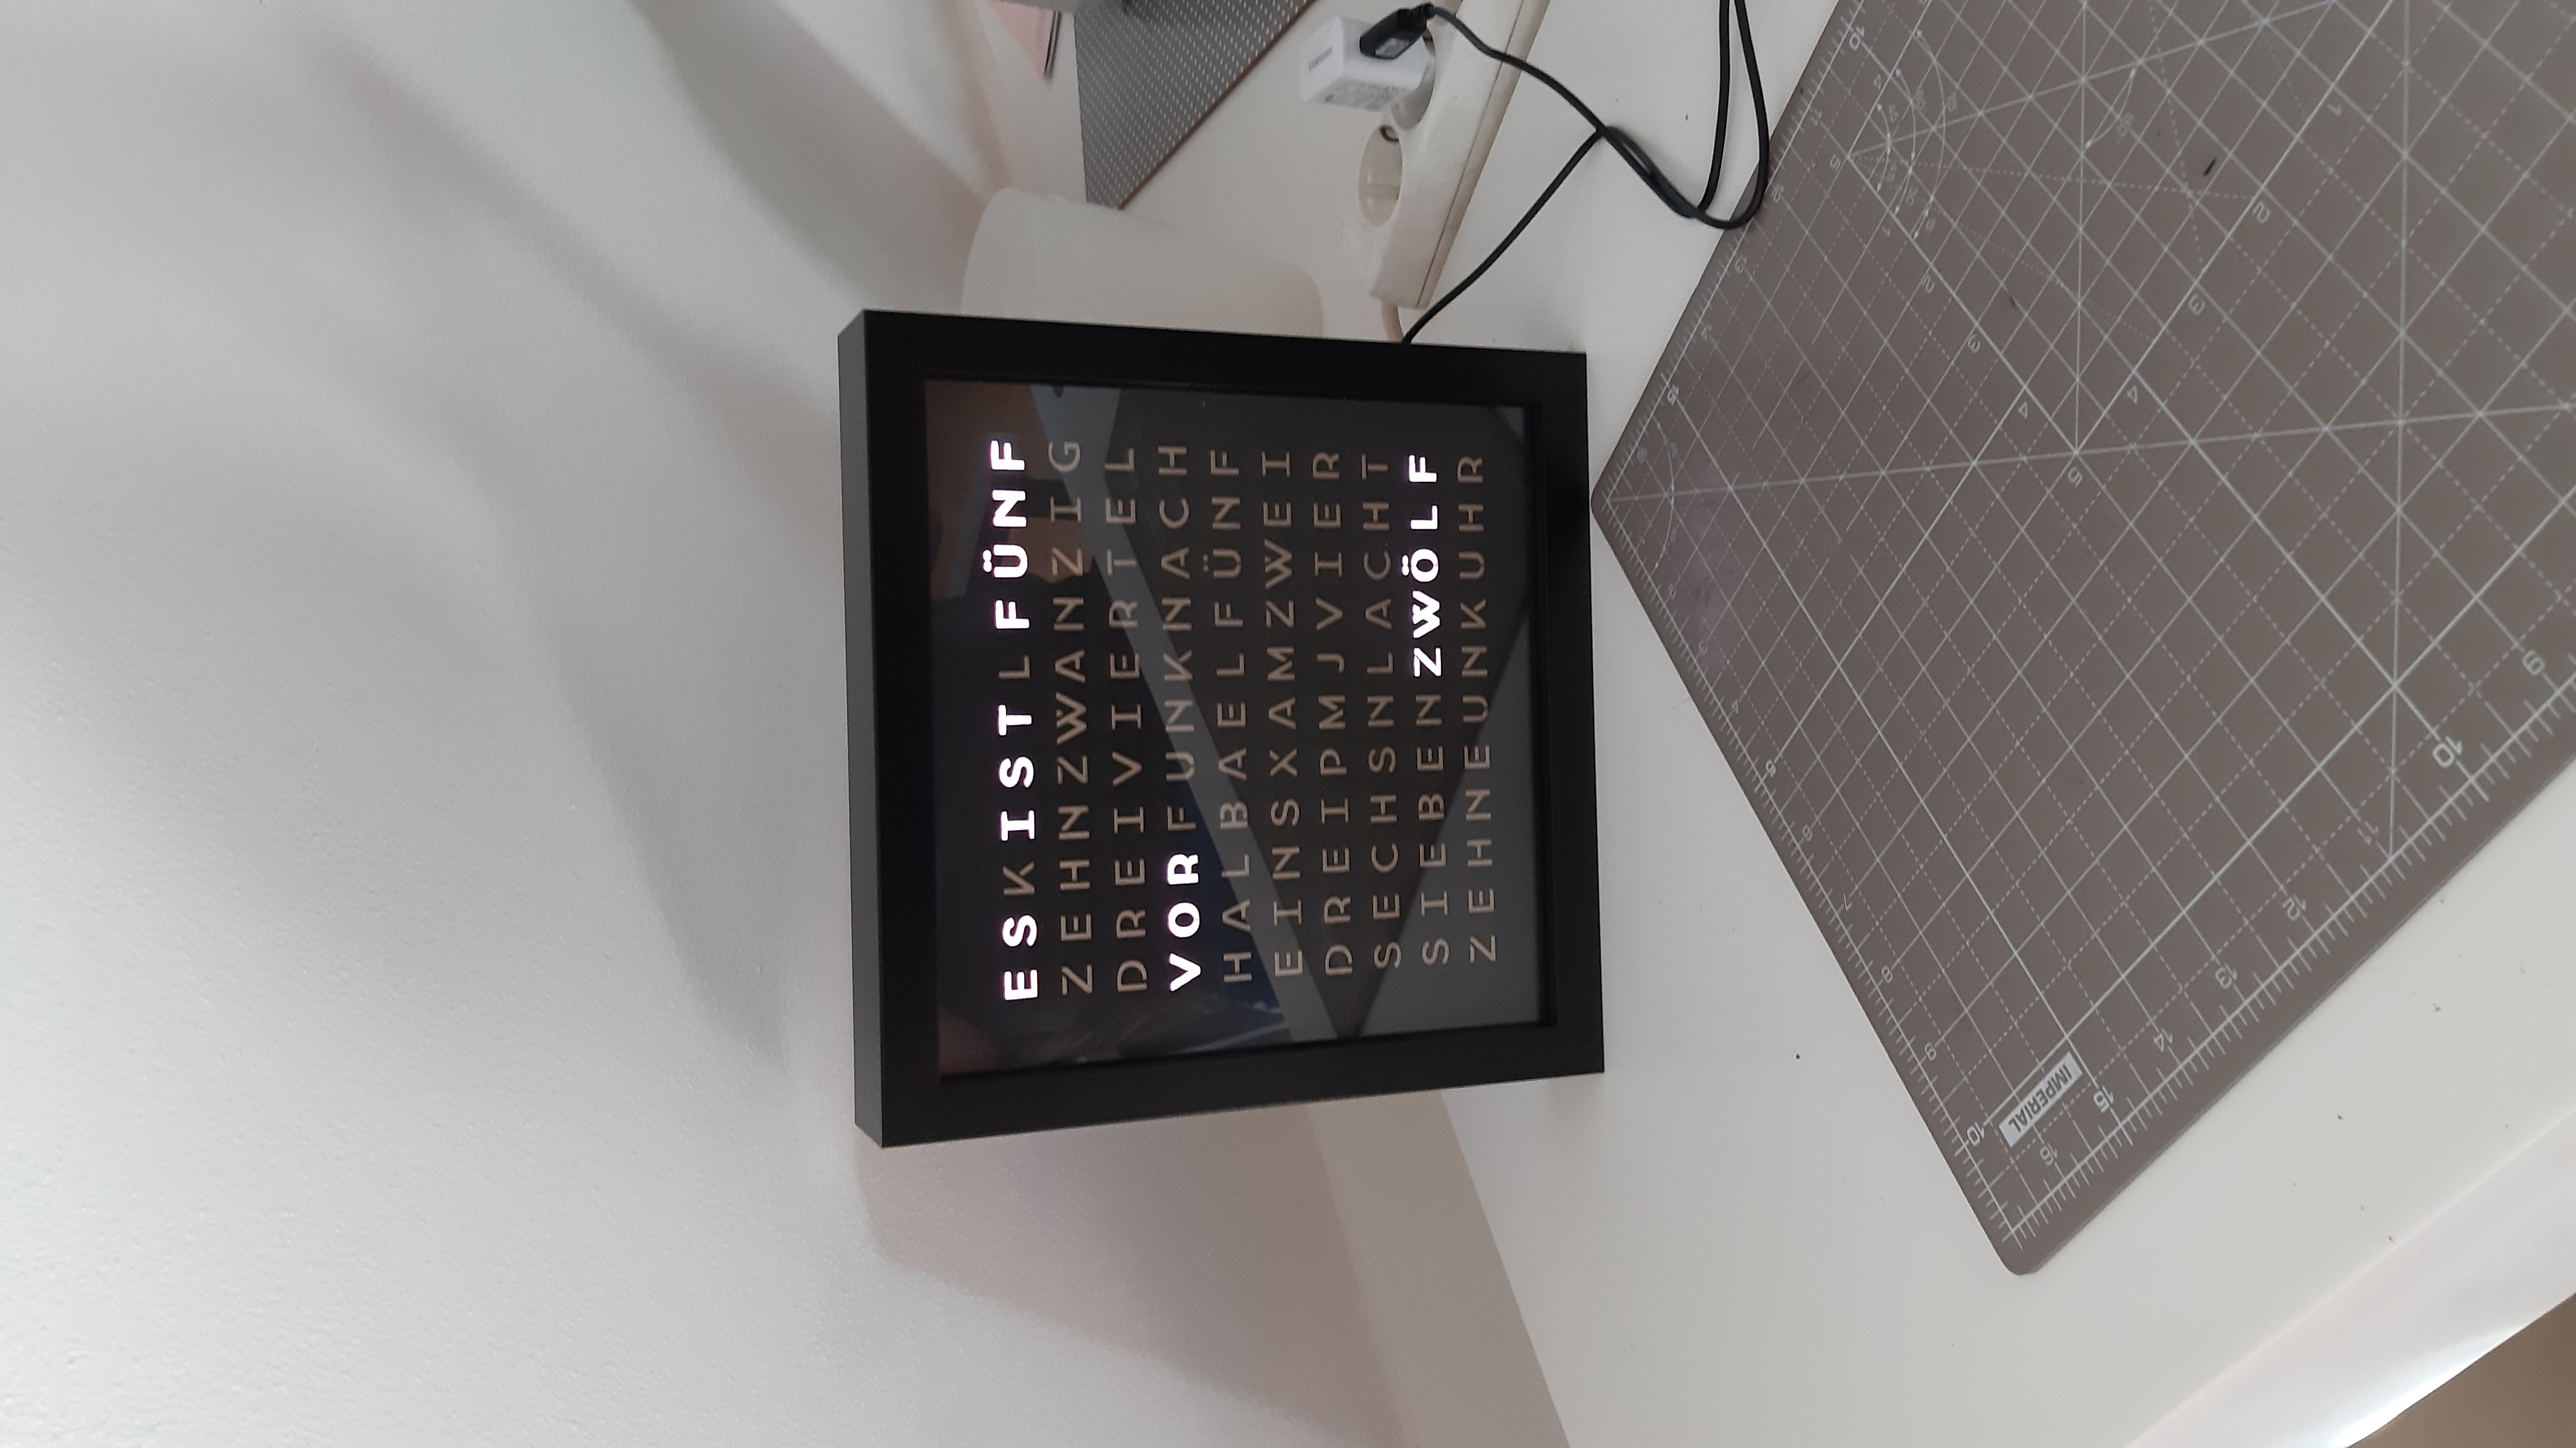 ESKISTLFÜNF
ZEHNZWANZIG
DREIVIERTEL
VORFUNKNACH
HALBAELFÜNF
EINSXAMZWEI
DREIPMJVIER
SECHSNLACHT
SIEBENZWÖLF
ZEHNEUNKUHR
IMPERIAL